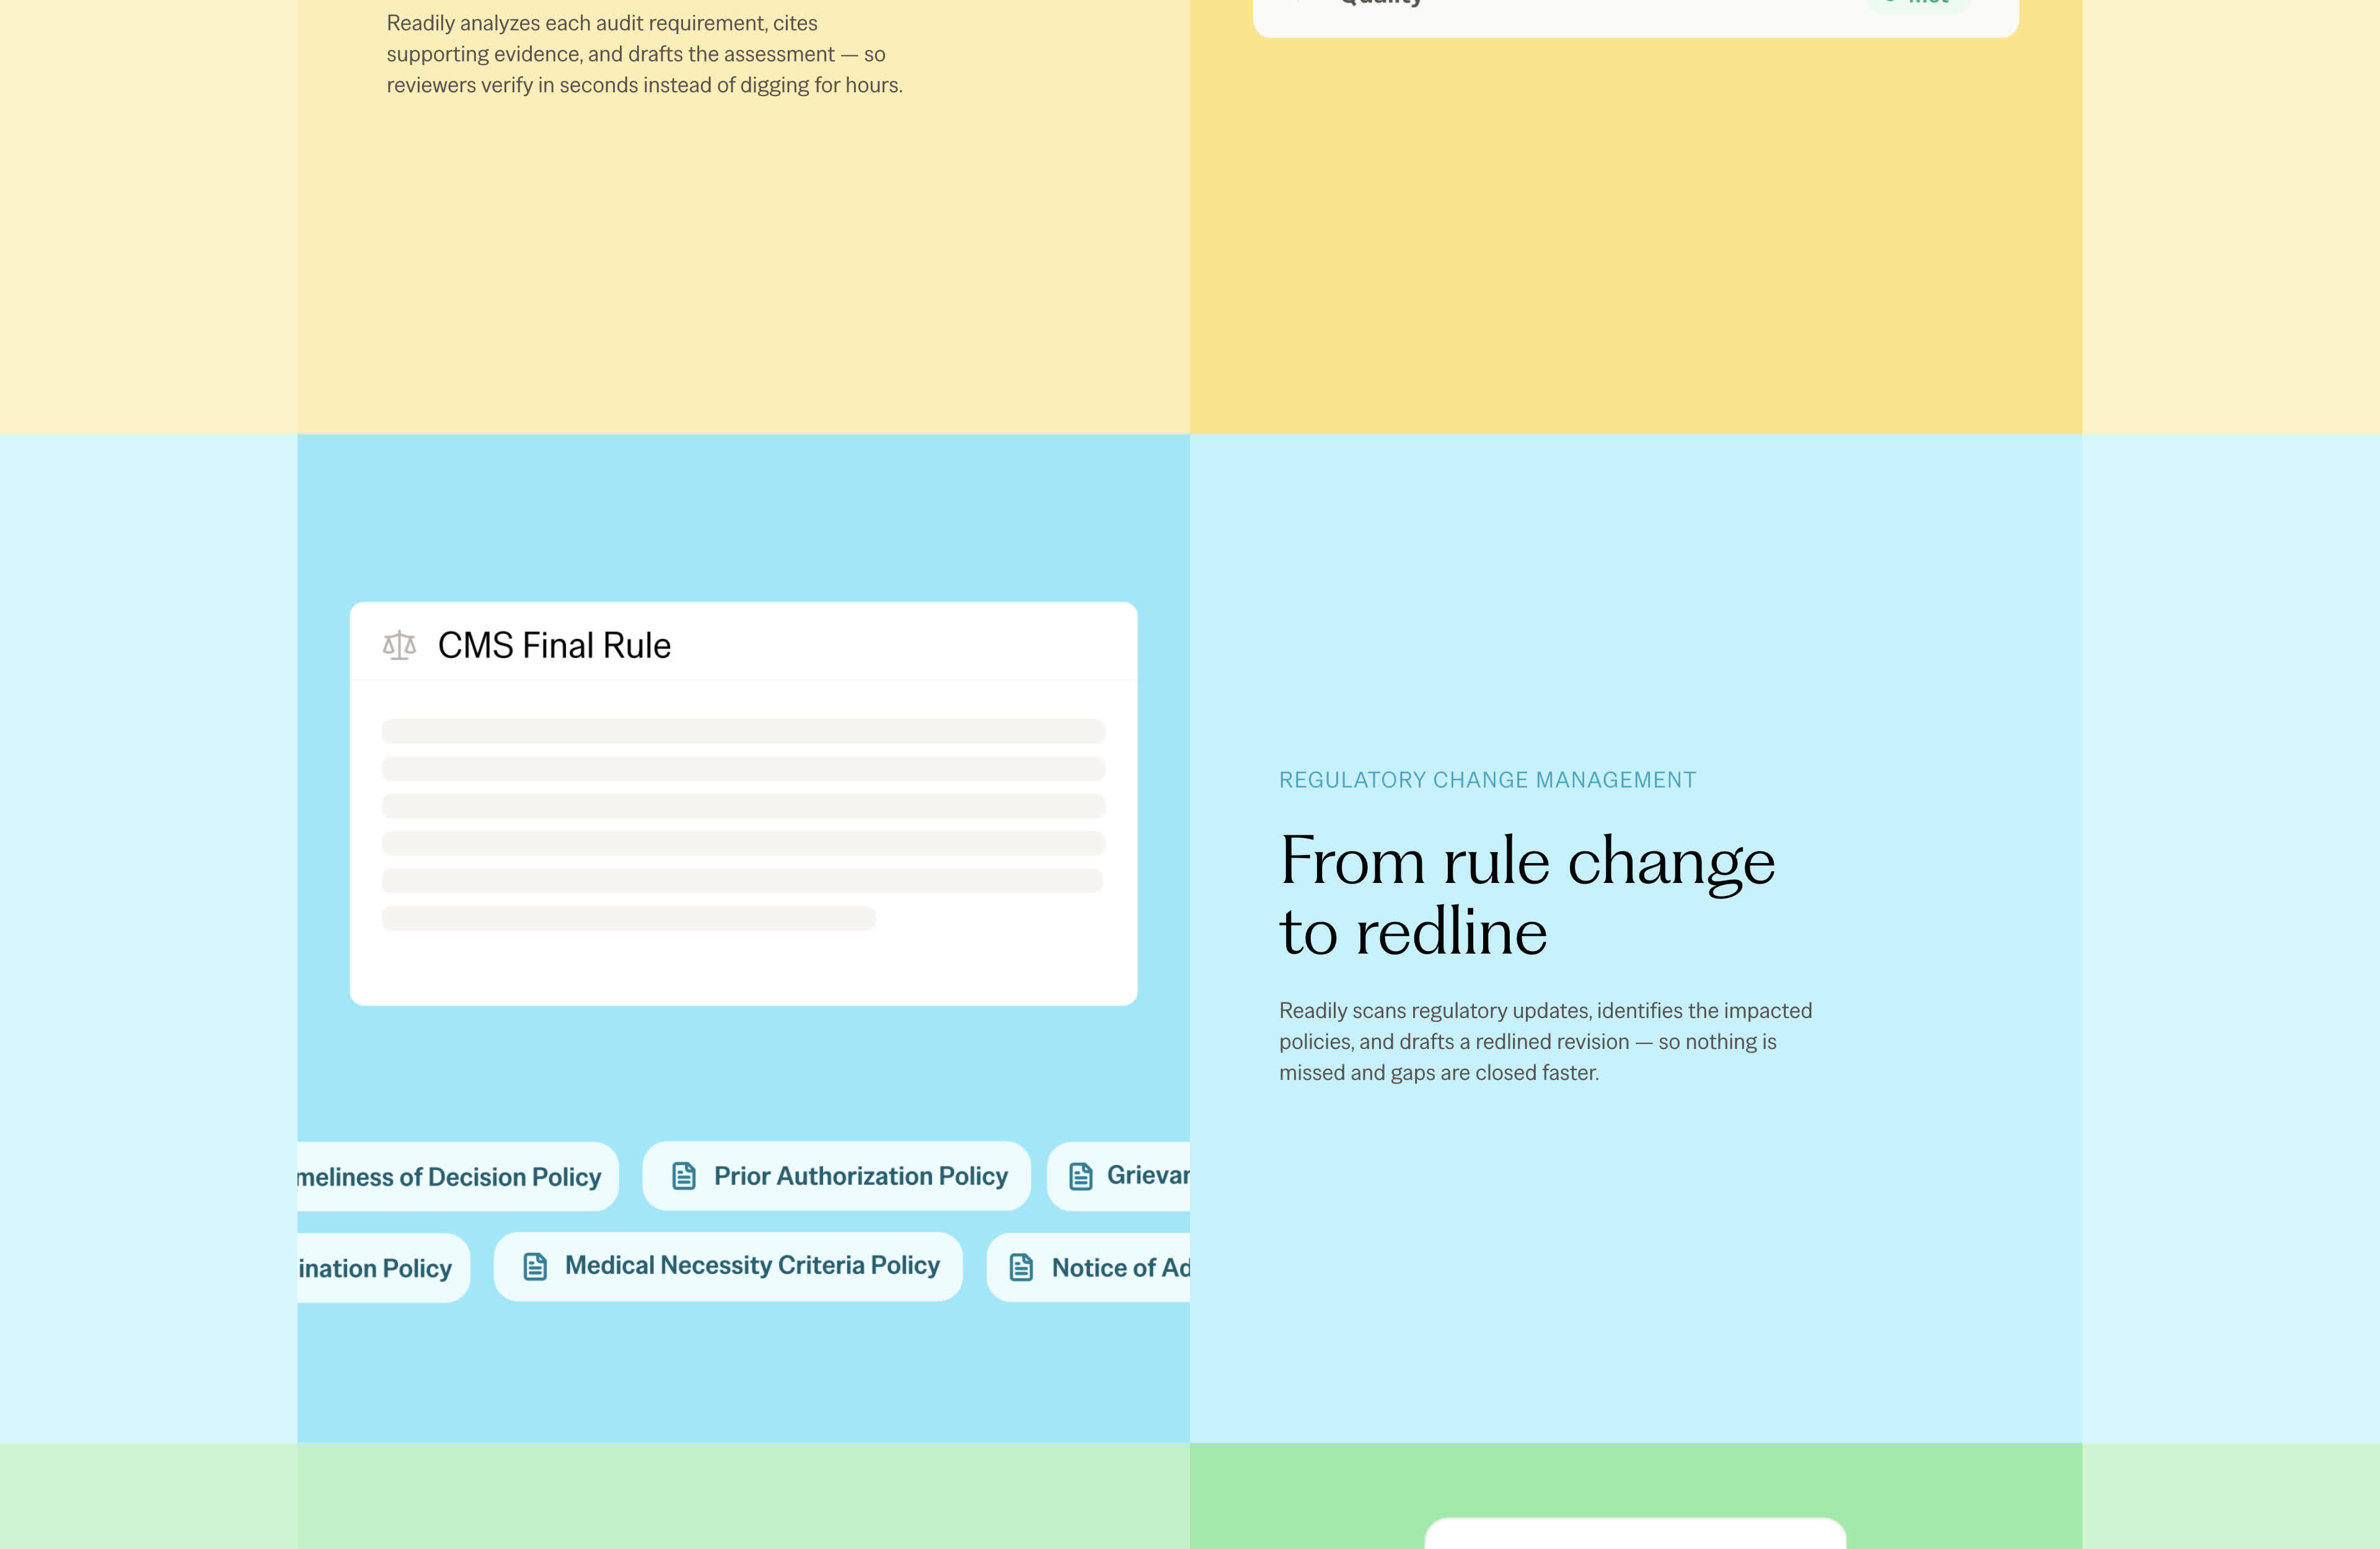 Readily analyzes each audit requirement, cites
supporting evidence, and drafts the assessment — so
reviewers verify in seconds instead of digging for hours.
Quality
Met
CMS Final Rule
REGULATORY CHANGE MANAGEMENT
From rule change
to redline
Readily scans regulatory updates, identifies the impacted
policies, and drafts a redlined revision — so nothing is
missed and gaps are closed faster.
meliness of Decision Policy
Prior Authorization Policy
Grievan
ination Policy
Medical Necessity Criteria Policy
Notice of Ad